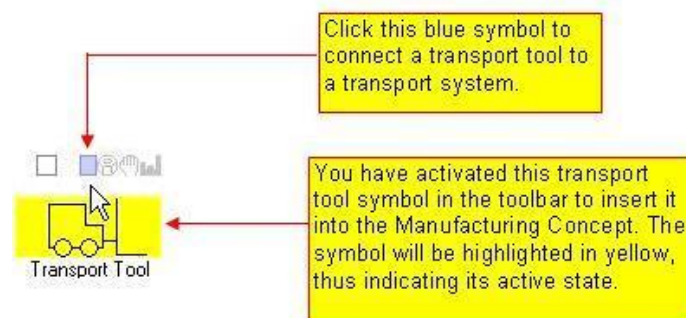 Click this blue symbol to
connect a transport tool to
a transport system.
You have activated this transport
tool symbol in the toolbar to insert it
into the Manufacturing Concept. The
symbol will be highlighted in yellow,
thus indicating its active state.
Transport Tool